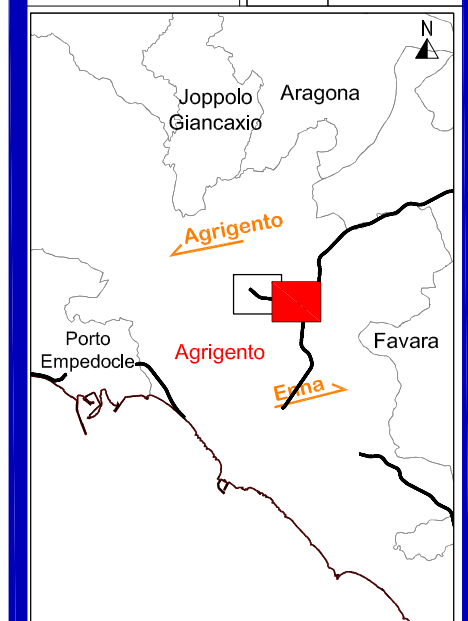 N
Joppolo
Giancaxio
Aragona
Agrigento
Porto
Empedocle
Agrigento
Favara
Enna